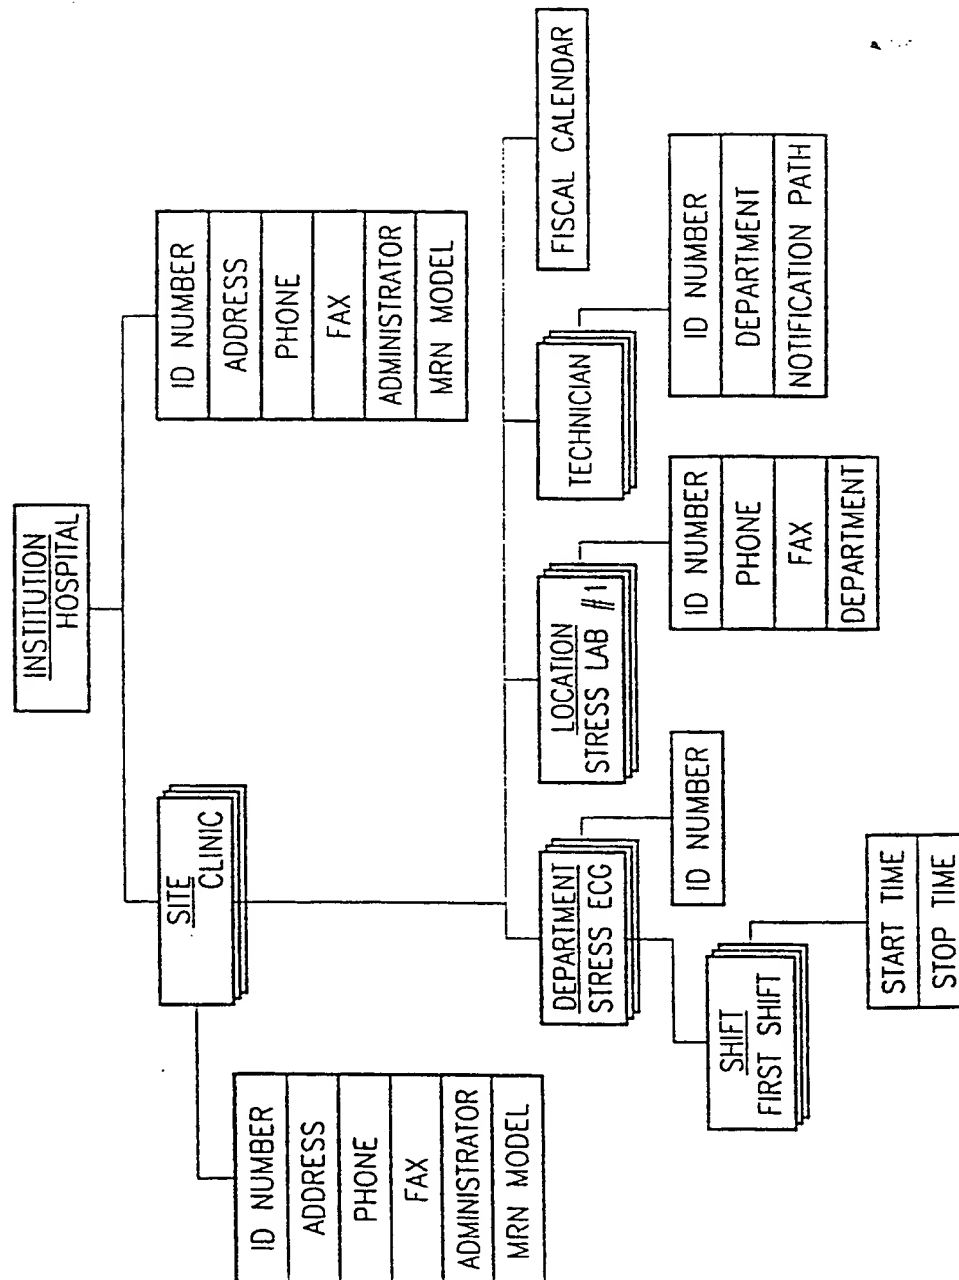 INSTITUTION
HOSPITAL
SITE
CLINIC
ID NUMBER
ADDRESS
PHONE
FAX
ADMINISTRATOR
MRN MODEL
ID NUMBER
ADDRESS
PHONE
FAX
ADMINISTRATOR
MRN MODEL
DEPARTMENT
STRESS ECG
LOCATION
STRESS LAB #1
TECHNICIAN
FISCAL CALENDAR
ID NUMBER
ID NUMBER
PHONE
FAX
DEPARTMENT
ID NUMBER
DEPARTMENT
NOTIFICATION PATH
SHIFT
FIRST SHIFT
START TIME
STOP TIME